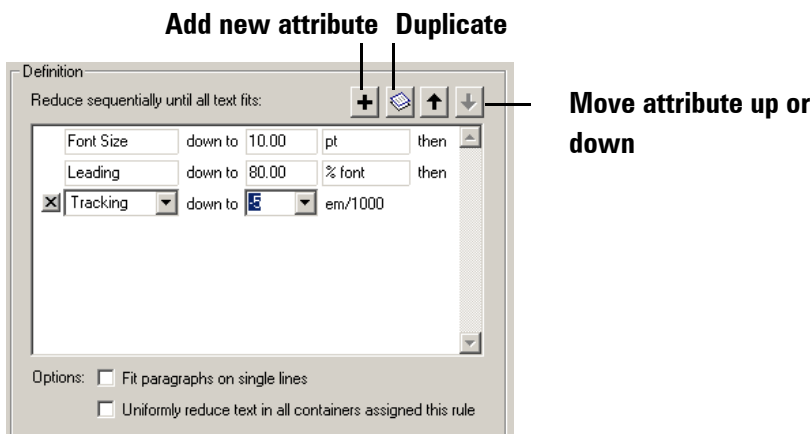 Add new attribute Duplicate
Definition
Reduce sequentially until all text fits:
Move attribute up or
down
Font Size down to 10.00 pt then
Leading down to 80.00 % font then
Tracking down to -5 em/1000
Options: Fit paragraphs on single lines
Uniformly reduce text in all containers assigned this rule